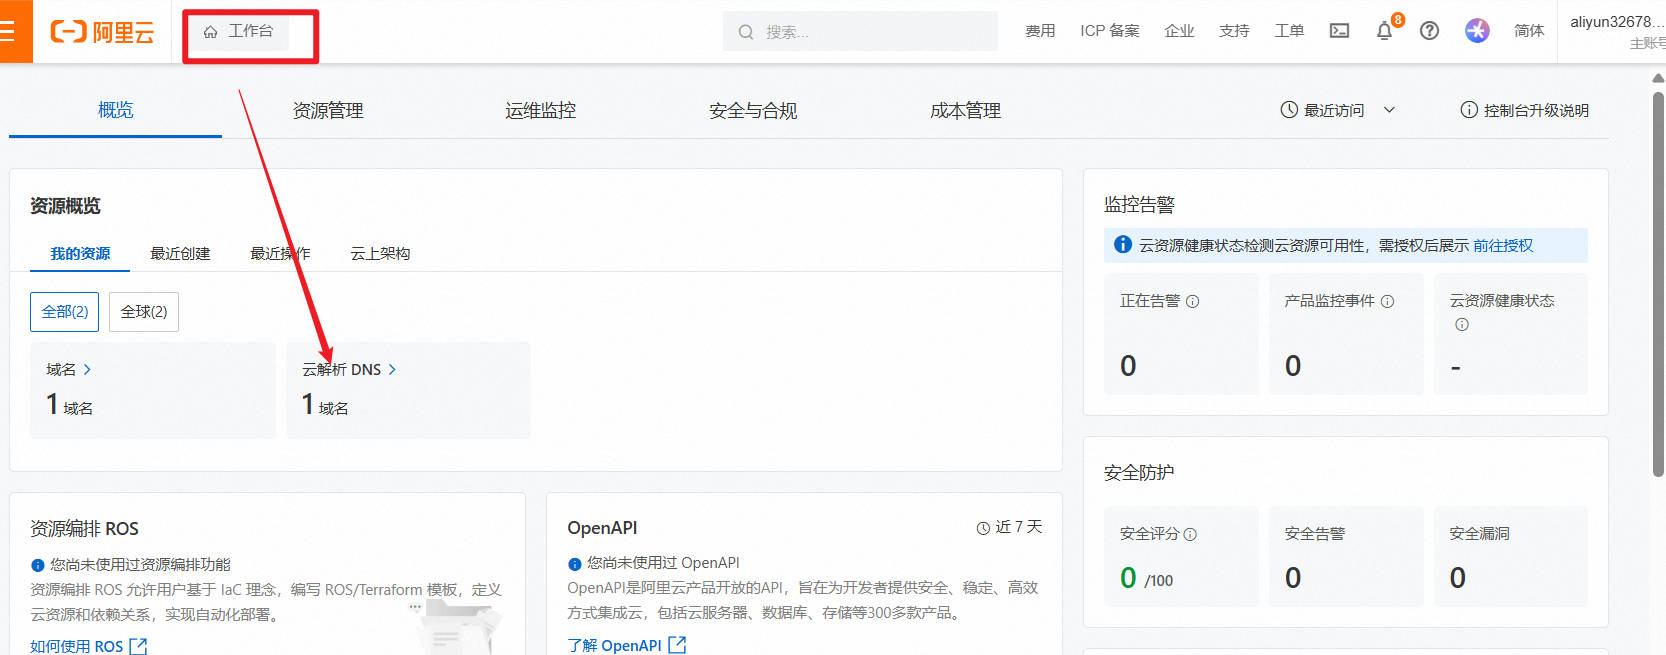 阿里云
工作台
搜索...
费用
ICP 备案
企业
支持
工单
8
简体
aliyun32678...
主账号
概览
资源管理
运维监控
安全与合规
成本管理
最近访问
控制台升级说明
资源概览
我的资源
最近创建
最近操作
云上架构
全部(2)
全球(2)
域名
1 域名
云解析 DNS
1 域名
监控告警
云资源健康状态检测云资源可用性，需授权后展示 前往授权
正在告警
0
产品监控事件
0
云资源健康状态
-
安全防护
安全评分
0 /100
安全告警
0
安全漏洞
0
资源编排 ROS
您尚未使用过资源编排功能
资源编排 ROS 允许用户基于 IaC 理念，编写 ROS/Terraform 模板，定义
云资源和依赖关系，实现自动化部署。
如何使用 ROS
OpenAPI
近 7 天
您尚未使用过 OpenAPI
OpenAPI是阿里云产品开放的API，旨在为开发者提供安全、稳定、高效
方式集成云，包括云服务器、数据库、存储等300多款产品。
了解 OpenAPI